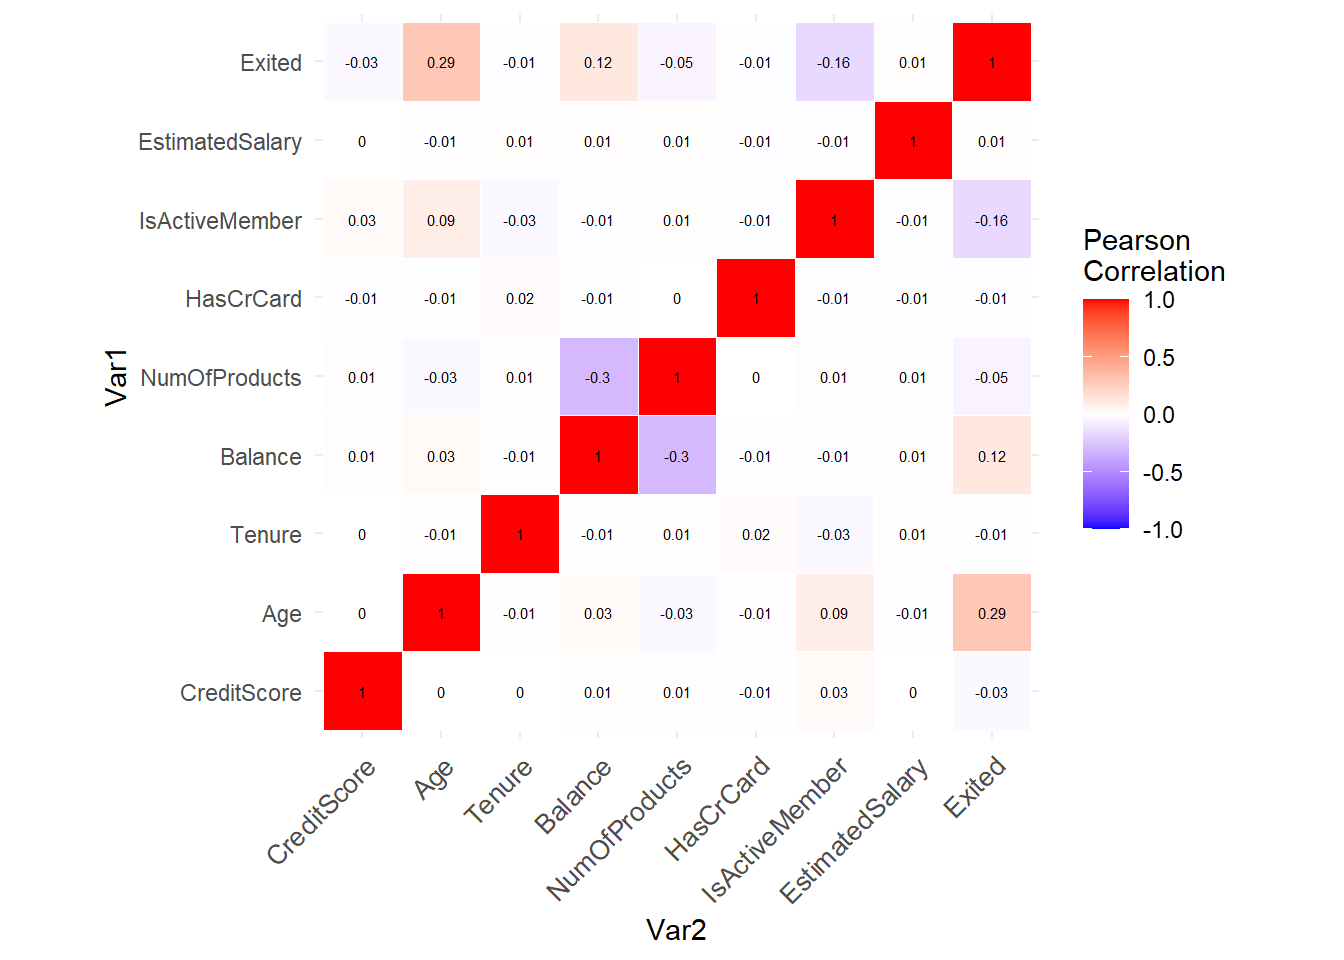 Exited -0.03 0.29 -0.01 0.12 -0.05 -0.01 -0.16 0.01 1
EstimatedSalary 0 -0.01 0.01 0.01 0.01 -0.01 -0.01 1 0.01
IsActiveMember 0.03 0.09 -0.03 -0.01 0.01 -0.01 1 -0.01 -0.16
HasCrCard -0.01 -0.01 0.02 -0.01 0 1 -0.01 -0.01 -0.01
NumOfProducts 0.01 -0.03 0.01 -0.3 1 0 0.01 0.01 -0.05
Balance 0.01 0.03 -0.01 1 -0.3 -0.01 -0.01 0.01 0.12
Tenure 0 -0.01 1 -0.01 0.01 0.02 -0.03 0.01 -0.01
Age 0 1 -0.01 0.03 -0.03 -0.01 0.09 -0.01 0.29
CreditScore 1 0 0 0.01 0.01 -0.01 0.03 0 -0.03
Var1
CreditScore
Age
Tenure
Balance
NumOfProducts
HasCrCard
IsActiveMember
EstimatedSalary
Exited
Var2
Pearson
Correlation
1.0
0.5
0.0
-0.5
-1.0